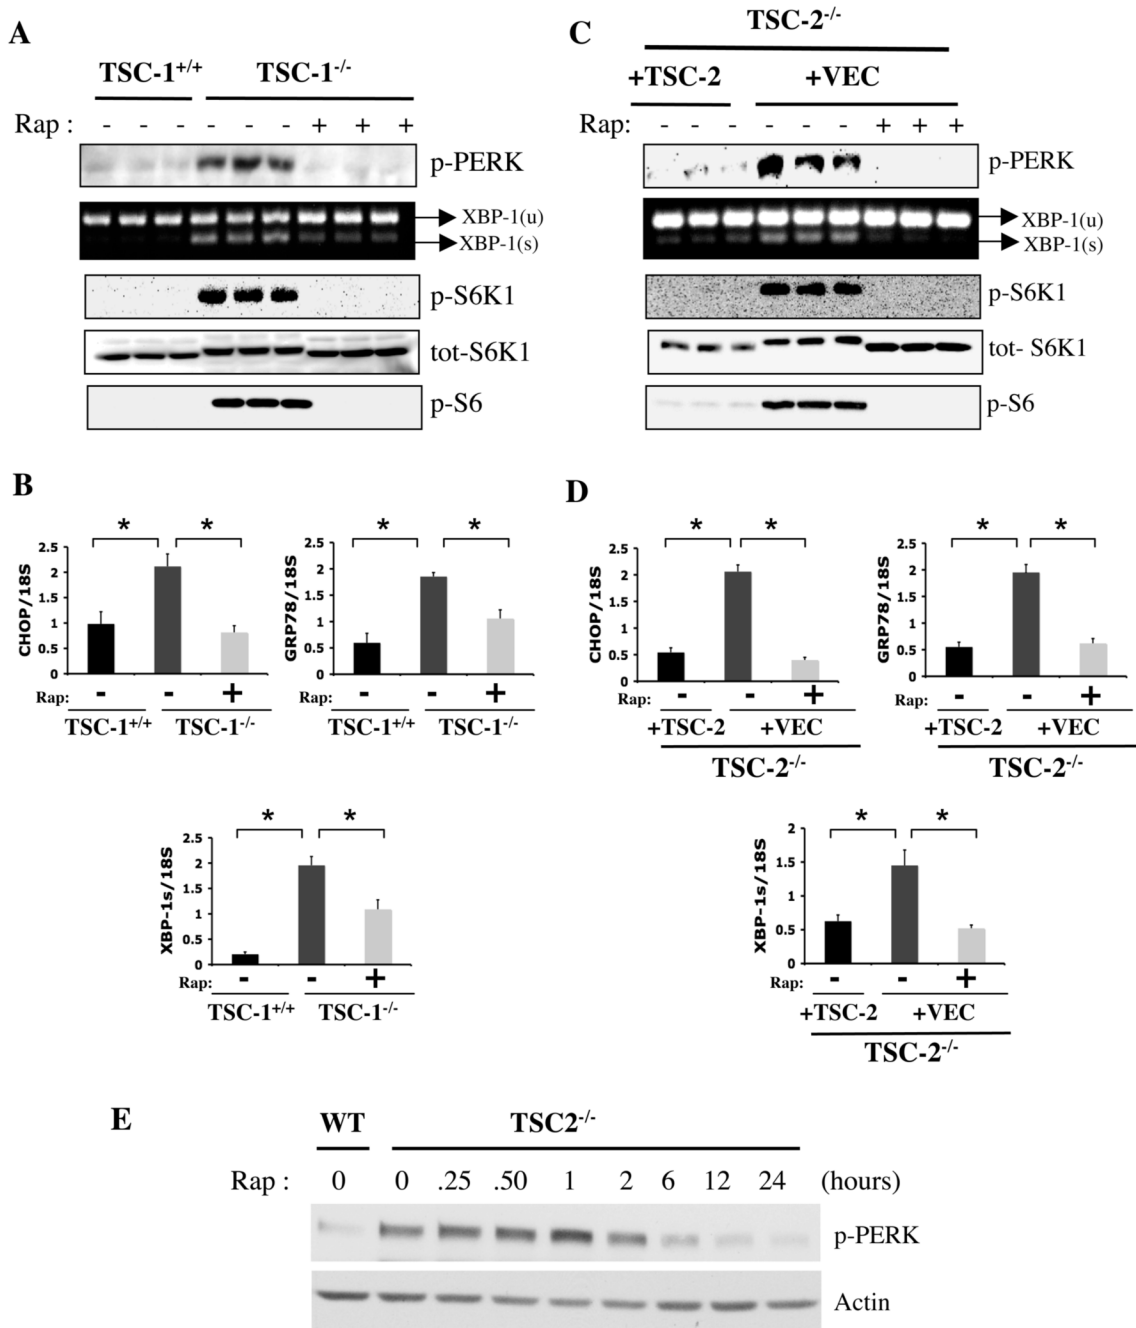 A
TSC-1+/+ TSC-1-/-
Rap : - - - - - - + + +
p-PERK
XBP-1(u)
XBP-1(s)
p-S6K1
tot-S6K1
p-S6
C
TSC-2-/-
+TSC-2 +VEC
Rap: - - - - - - + + +
p-PERK
XBP-1(u)
XBP-1(s)
p-S6K1
tot- S6K1
p-S6
B
* *
CHOP/18S
2.5
2
1.5
1
0.5
0
Rap: - - +
TSC-1+/+ TSC-1-/-
* *
GRP78/18S
2.5
2
1.5
1
0.5
0
Rap: - - +
TSC-1+/+ TSC-1-/-
* *
XBP-1s/18S
2.5
2
1.5
1
0.5
0
Rap: - - +
TSC-1+/+ TSC-1-/-
D
* *
CHOP/18S
2.5
2
1.5
1
0.5
0
Rap: - - +
+TSC-2 +VEC
TSC-2-/-
* *
GRP78/18S
2.5
2
1.5
1
0.5
0
Rap: - - +
+TSC-2 +VEC
TSC-2-/-
* *
XBP-1s/18S
2
1.5
1
0.5
0
Rap: - - +
+TSC-2 +VEC
TSC-2-/-
E
WT TSC2-/-
Rap : 0 0 .25 .50 1 2 6 12 24 (hours)
p-PERK
Actin